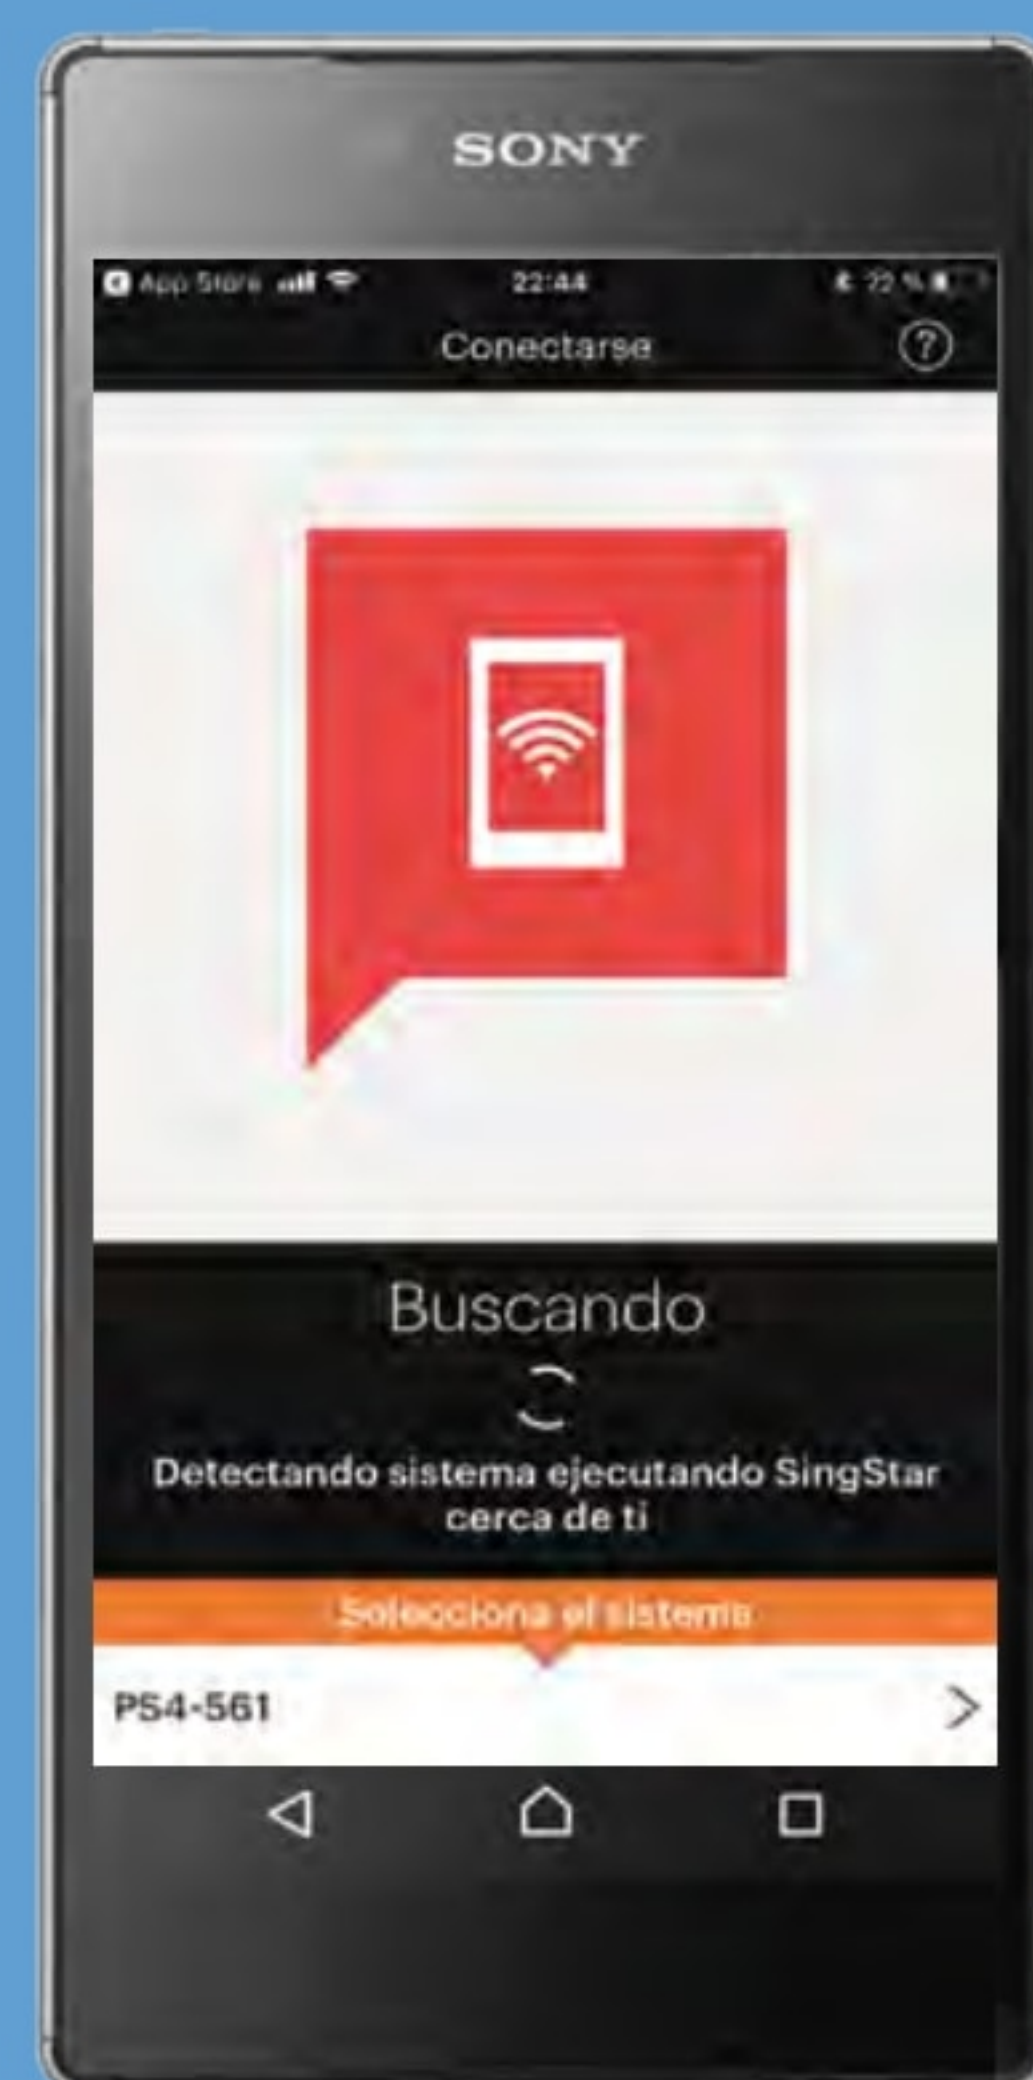 SONY
App Store 22:44 22 %
Conectarse ?
Buscando
Detectando sistema ejecutando SingStar
cerca de ti
Selecciona el sistema
PS4-561